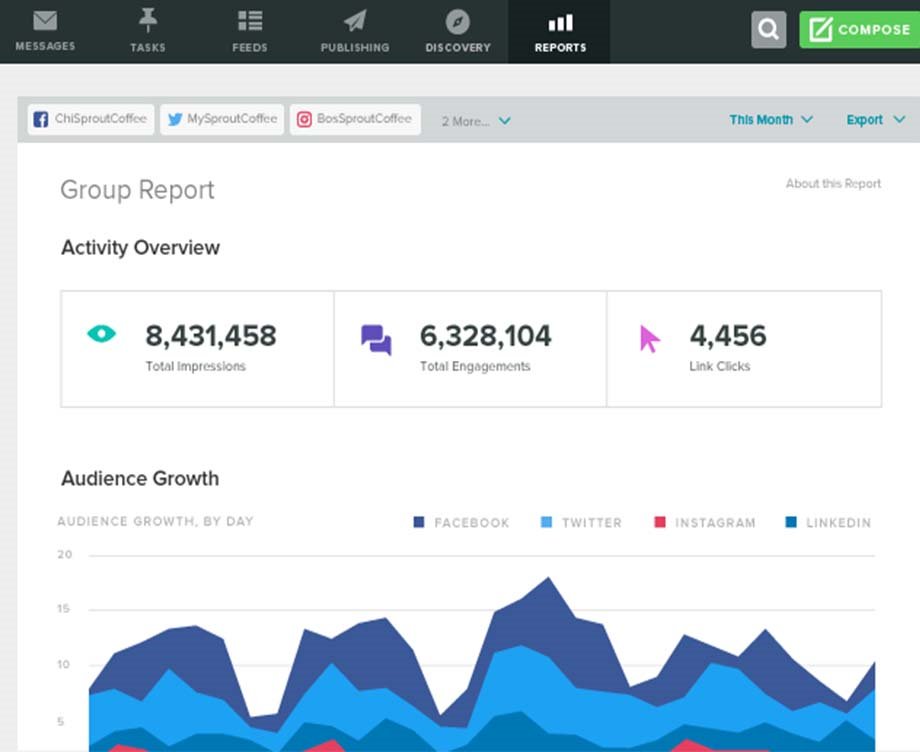 MESSAGES TASKS FEEDS PUBLISHING DISCOVERY REPORTS COMPOSE
ChiSproutCoffee MySproutCoffee BosSproutCoffee 2 More... This Month Export
Group Report About this Report
Activity Overview
8,431,458 6,328,104 4,456
Total Impressions Total Engagements Link Clicks
Audience Growth
AUDIENCE GROWTH, BY DAY FACEBOOK TWITTER INSTAGRAM LINKEDIN
20
15
10
5